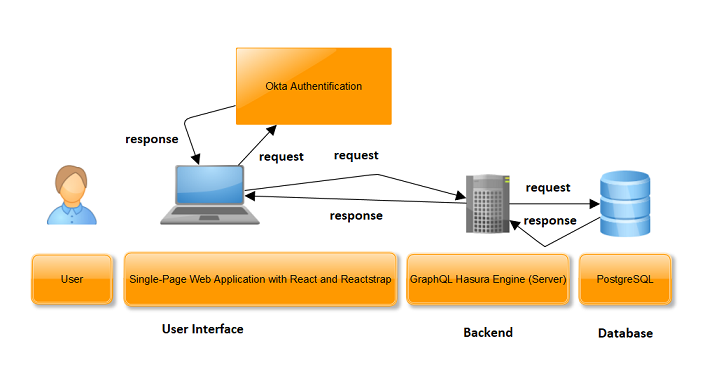 Okta Authentification
response
request
request
response
request
response
User
Single-Page Web Application with React and Reactstrap
GraphQL Hasura Engine (Server)
PostgreSQL
User Interface
Backend
Database